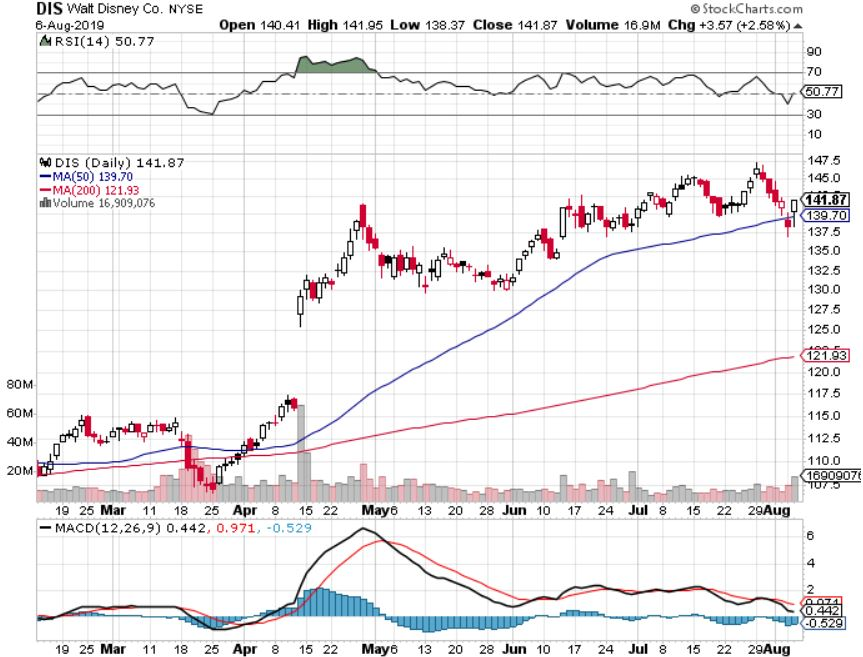 DIS Walt Disney Co. NYSE © StockCharts.com
6-Aug-2019 Open 140.41 High 141.95 Low 138.37 Close 141.87 Volume 16.9M Chg +3.57 (+2.58%)
RSI(14) 50.77
90
70
50.77
30
10
DIS (Daily) 141.87
MA(50) 139.70
MA(200) 121.93
Volume 16,909,076
147.5
145.0
141.87
139.70
137.5
135.0
132.5
130.0
127.5
125.0
121.93
120.0
117.5
115.0
112.5
110.0
16909076
107.5
80M
60M
40M
20M
19 25 Mar 11 18 25 Apr 8 15 22 May 6 13 20 28 Jun 10 17 24 Jul 8 15 22 29 Aug
MACD(12,26,9) 0.442, 0.971, -0.529
6
4
2
0.442
-0.529
Mar 11 18 25 Apr 8 15 22 May 6 13 20 28 Jun 10 17 24 Jul 8 15 22 29 Aug